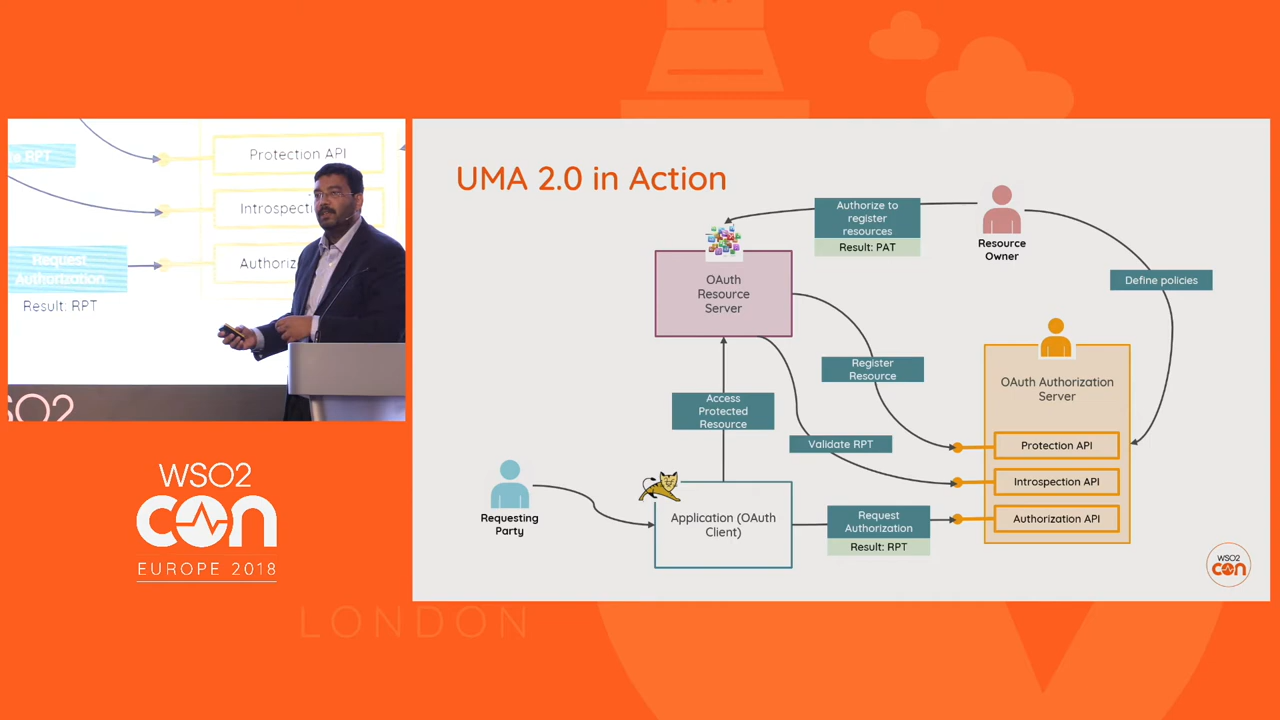 te RPT
Protection API
Introspecti
Request
Authorization
Result: RPT
Authoriz
SO2
WSO2
CON
EUROPE 2018
LONDON
UMA 2.0 in Action
Authorize to
register
resources
Result: PAT
Resource
Owner
Define policies
OAuth
Resource
Server
Register
Resource
OAuth Authorization
Server
Access
Protected
Resource
Validate RPT
Protection API
Introspection API
Authorization API
Requesting
Party
Application (OAuth
Client)
Request
Authorization
Result: RPT
WSO2
CON